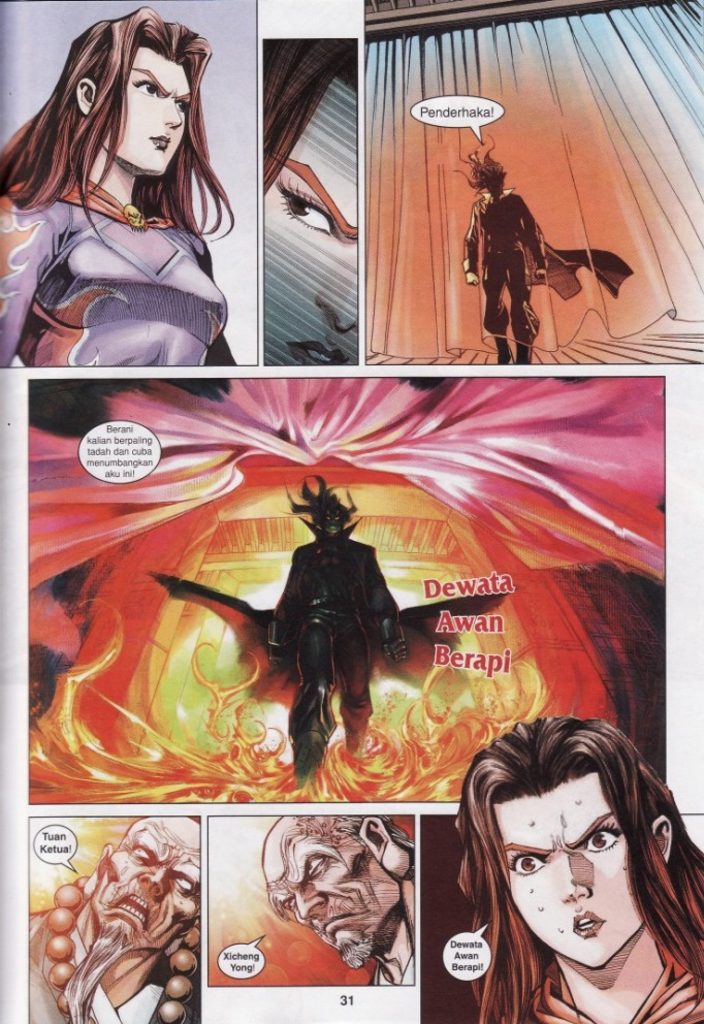 Penderhaka!
Berani
kalian berpaling
tadah dan cuba
menumbangkan
aku ini!
Dewata
Awan
Berapi
Tuan
Ketua!
Xicheng
Yong!
Dewata
Awan
Berapi!
31